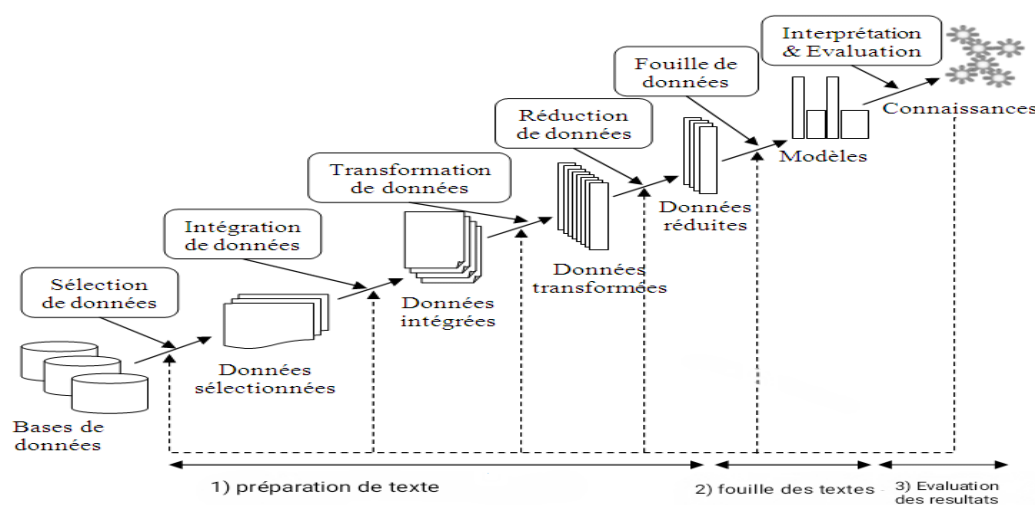 Interprétation
& Evaluation
Fouille de
données
Connaissances
Réduction
de données
Modèles
Transformation
de données
Données
réduites
Intégration
de données
Données
transformées
Sélection
de données
Données
intégrées
Données
sélectionnées
Bases de
données
1) préparation de texte
2) fouille des textes
3) Evaluation
des resultats